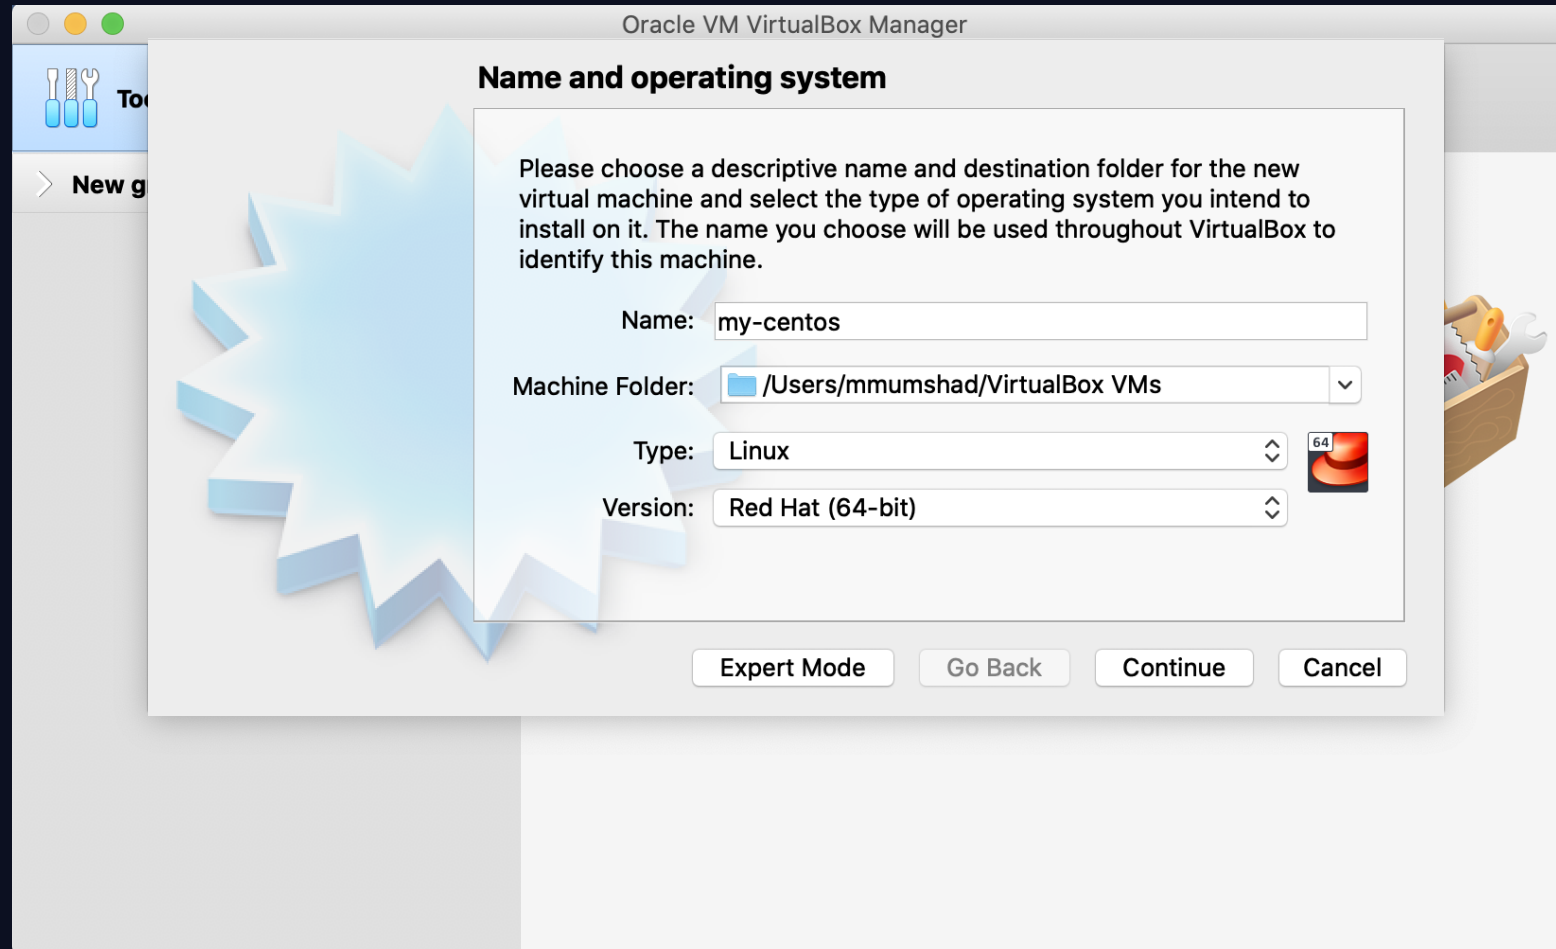 Oracle VM VirtualBox Manager
Name and operating system
Please choose a descriptive name and destination folder for the new
virtual machine and select the type of operating system you intend to
install on it. The name you choose will be used throughout VirtualBox to
identify this machine.
Name: my-centos
Machine Folder: /Users/mmumshad/VirtualBox VMs
Type: Linux
64
Version: Red Hat (64-bit)
Expert Mode Go Back Continue Cancel
New